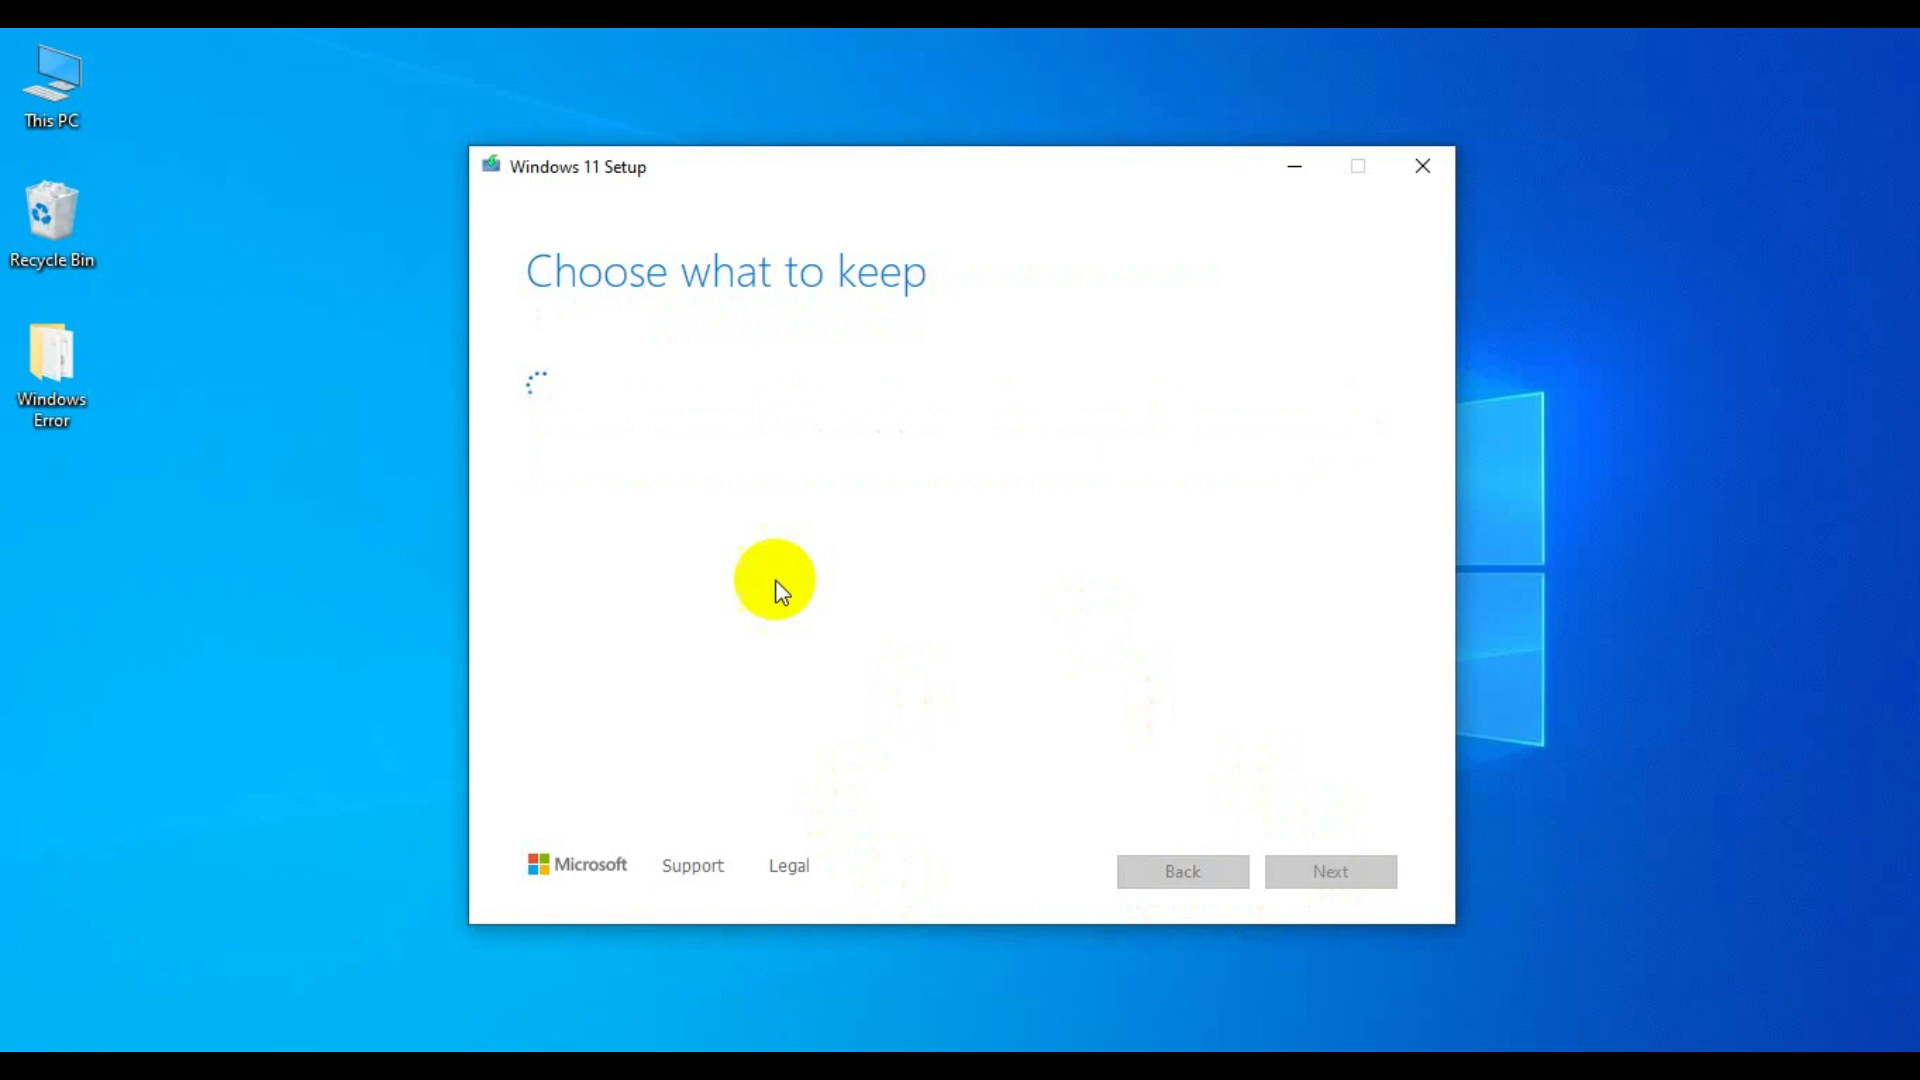 This PC
Recycle Bin
Windows
Error
Windows 11 Setup
Choose what to keep
Microsoft
Support
Legal
Back
Next